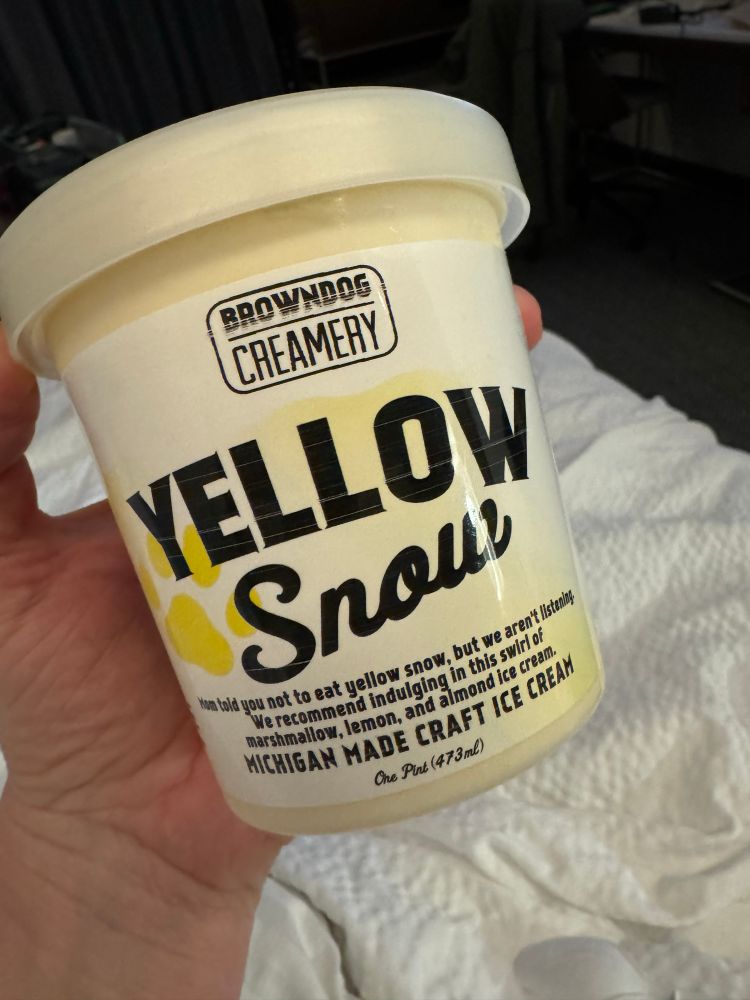 BROWNDOG
CREAMERY
YELLOW
Snow
Mom told you not to eat yellow snow, but we aren't listening.
We recommend indulging in this swirl of
marshmallow, lemon, and almond ice cream.
MICHIGAN MADE CRAFT ICE CREAM
One Pint (473ml)